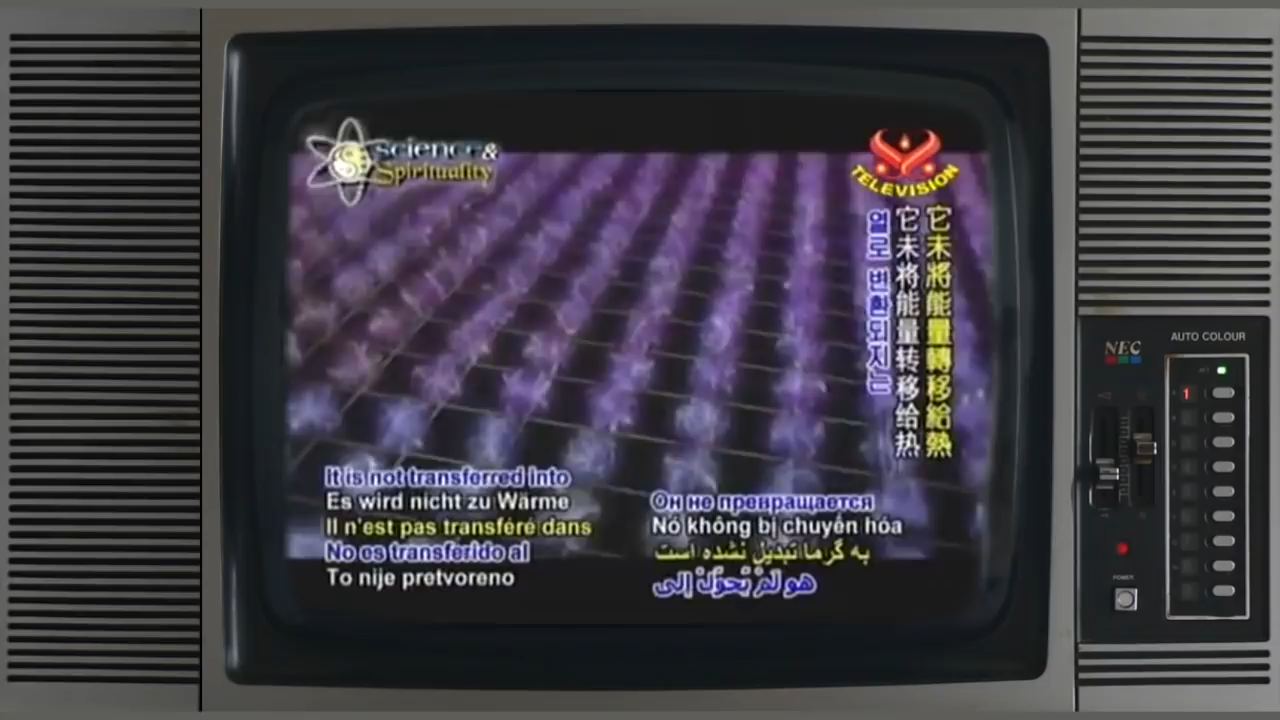 Science &
Spirituality
TELEVISION
它未將能量轉移給熱
它未将能量转移给热
열로 변환되지는
It is not transferred into
Es wird nicht zu Wärme
Il n'est pas transféré dans
No es transferido al
To nije pretvoreno
Он не превращается
Nó không bị chuyển hóa
به گرما تبدیل نشده است
هو لَمْ يُحوَّلْ إلى
NEC
AUTO COLOUR
1
POWER